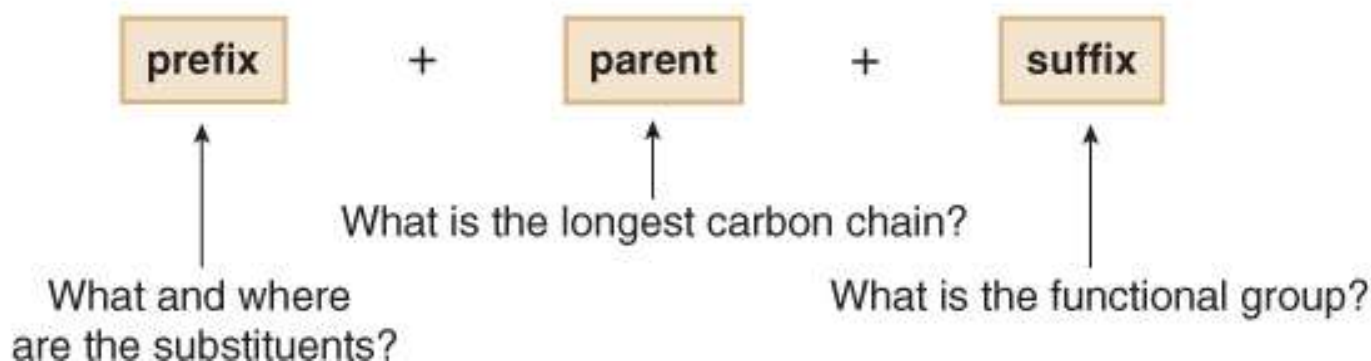 prefix + parent + suffix
What is the longest carbon chain?
What and where
are the substituents?
What is the functional group?